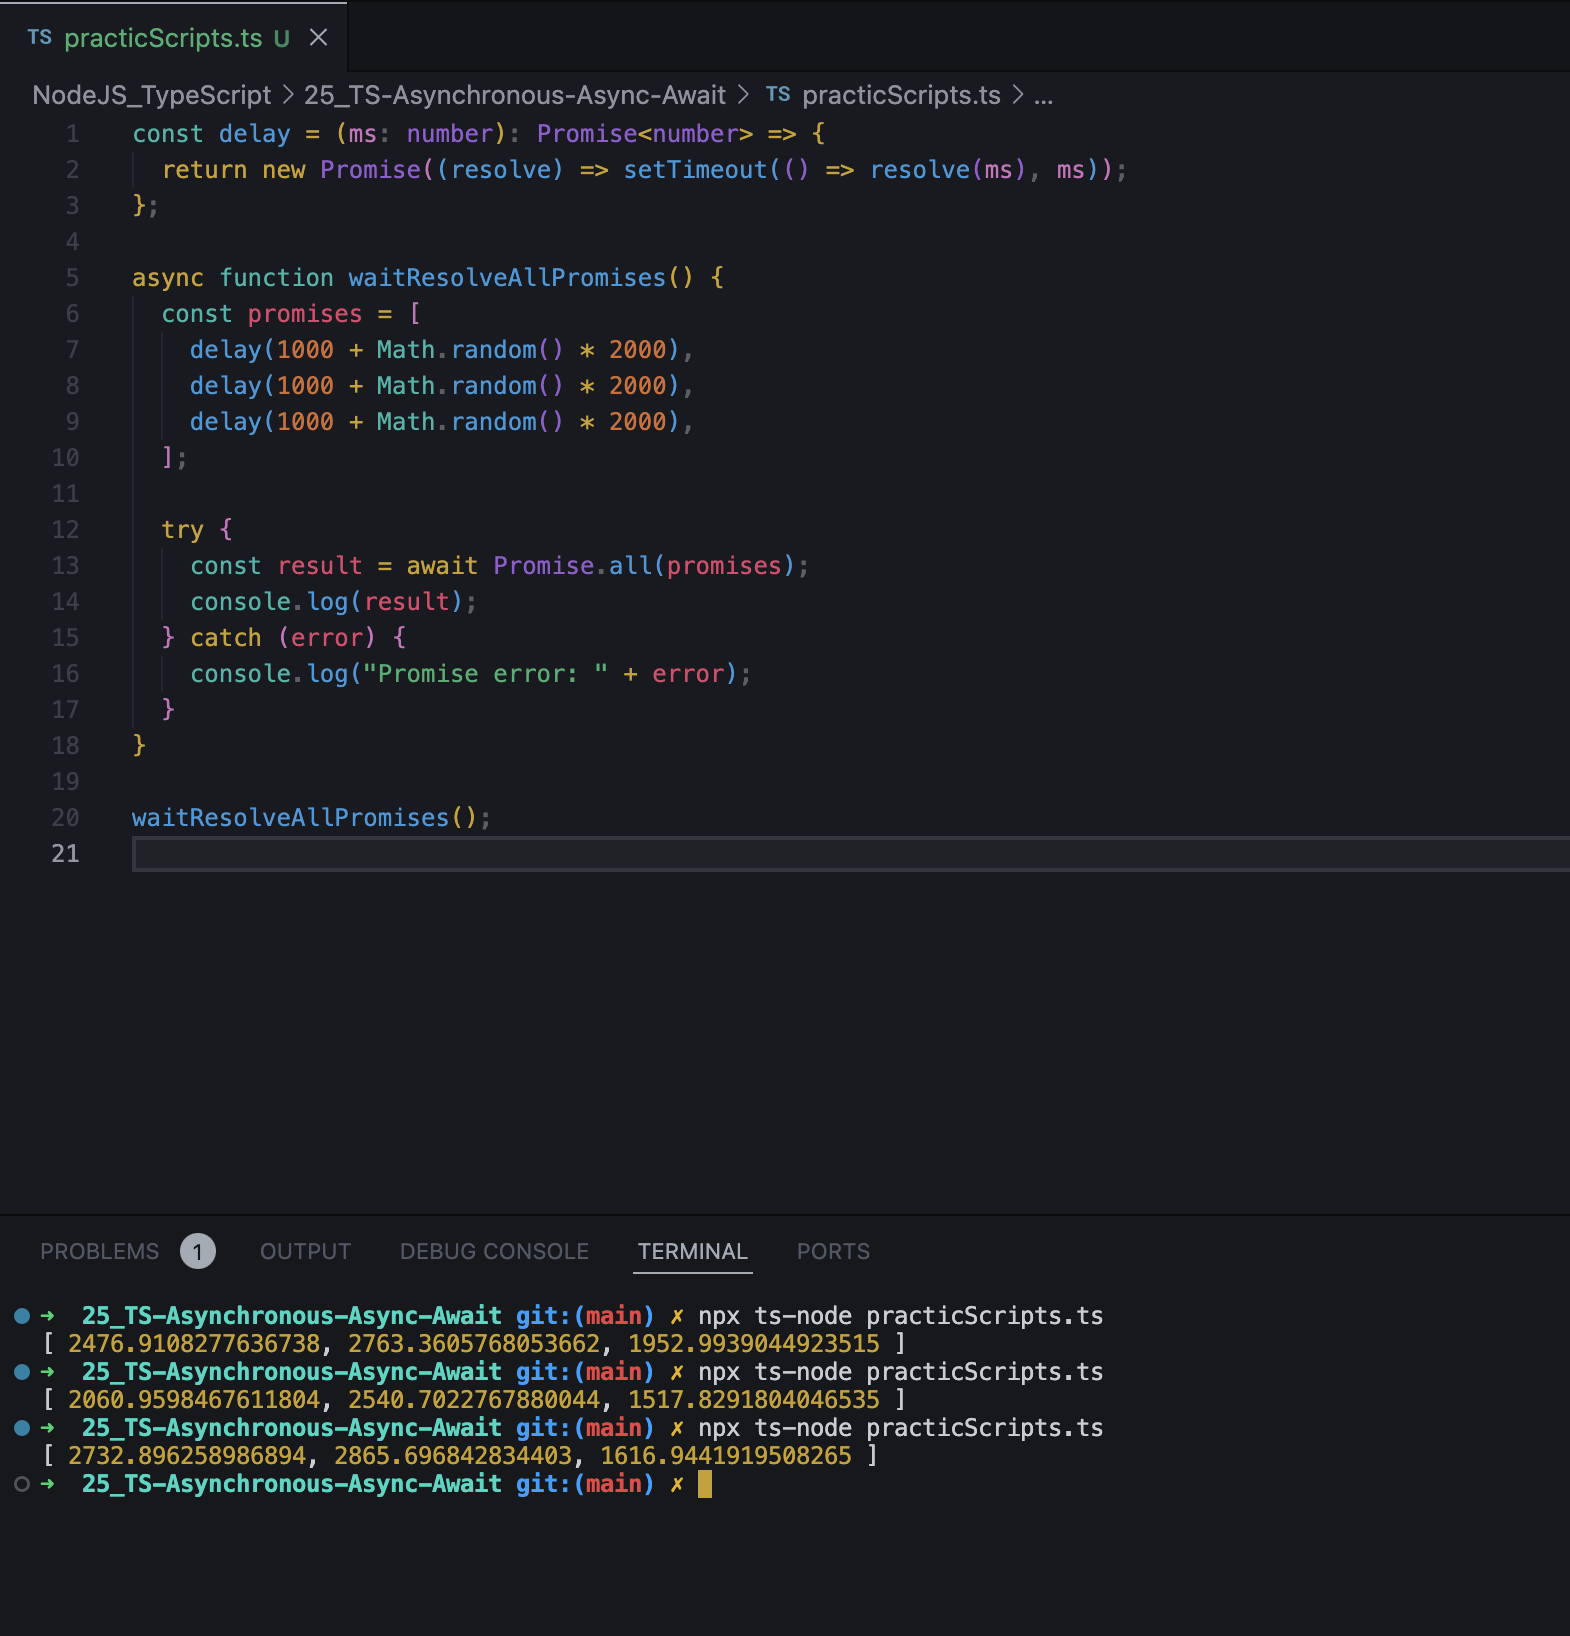 TS practicScripts.ts U
NodeJS_TypeScript > 25_TS-Asynchronous-Async-Await > TS practicScripts.ts > ...
1 const delay = (ms: number): Promise<number> => {
2   return new Promise((resolve) => setTimeout(() => resolve(ms), ms));
3 };
4
5 async function waitResolveAllPromises() {
6   const promises = [
7     delay(1000 + Math.random() * 2000),
8     delay(1000 + Math.random() * 2000),
9     delay(1000 + Math.random() * 2000),
10   ];
11
12   try {
13     const result = await Promise.all(promises);
14     console.log(result);
15   } catch (error) {
16     console.log("Promise error: " + error);
17   }
18 }
19
20 waitResolveAllPromises();
21
PROBLEMS 1 OUTPUT DEBUG CONSOLE TERMINAL PORTS
➜ 25_TS-Asynchronous-Async-Await git:(main) ✗ npx ts-node practicScripts.ts
[ 2476.9108277636738, 2763.3605768053662, 1952.9939044923515 ]
➜ 25_TS-Asynchronous-Async-Await git:(main) ✗ npx ts-node practicScripts.ts
[ 2060.9598467611804, 2540.7022767880044, 1517.8291804046535 ]
➜ 25_TS-Asynchronous-Async-Await git:(main) ✗ npx ts-node practicScripts.ts
[ 2732.896258986894, 2865.696842834403, 1616.9441919508265 ]
➜ 25_TS-Asynchronous-Async-Await git:(main) ✗